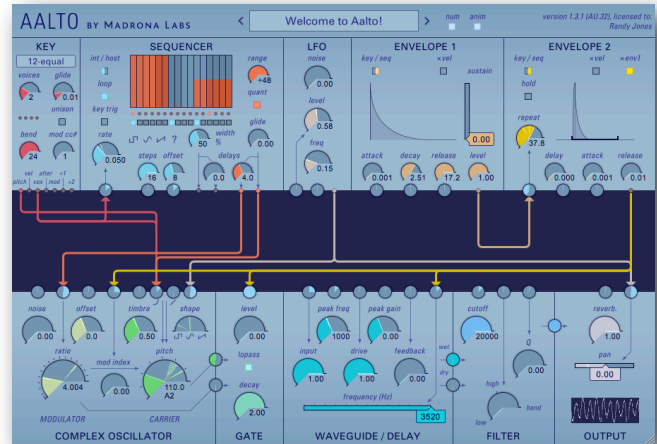 AALTO BY MADRONA LABS
Welcome to Aalto!
num anim
version 1.3.1 (AU.32), licensed to:
Randy Jones
KEY
12-equal
voices glide
2 0.01
unison
bend mod cc#
24 1
vel after +1
pitch vox mod +2
SEQUENCER
int / host
loop
key trig
rate
0.050
range
+48
quant
glide
0.00
? 50 width
%
steps offset delays
16 8 0.0 4.0
LFO
noise
0.00
level
0.58
freq
0.15
ENVELOPE 1
key / seq ×vel
sustain
0.00
attack decay release level
0.001 2.51 17.2 1.00
ENVELOPE 2
key / seq ×vel ×env1
hold
repeat
37.8
delay attack release
0.000 0.001 0.01
noise offset timbre shape
0.00 0.0 0.50
ratio mod index pitch
4.004 0.00 110.0
A2
MODULATOR CARRIER
COMPLEX OSCILLATOR
level
0.00
lopass
decay
2.00
GATE
peak freq peak gain
1000 0.00
input drive feedback
1.00 1.00 0.00
wet
dry
frequency (Hz)
3520
WAVEGUIDE / DELAY
cutoff
20000
Q
0.00
high
band
low
FILTER
reverb.
1.00
pan
0.00
OUTPUT